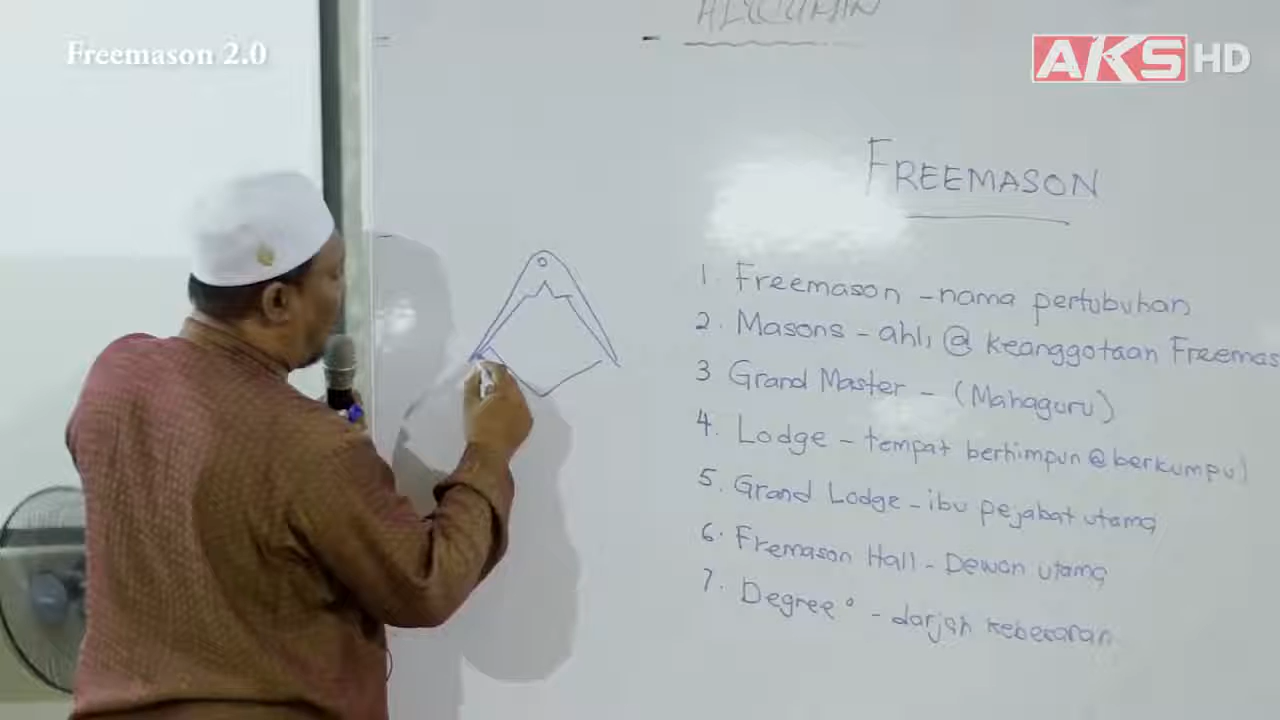 Freemason 2.0
AKS HD
FREEMASON
1. Freemason - nama pertubuhan
2. Masons - ahli @ keanggotaan Freemas
3 Grand Master - (Mahaguru)
4. Lodge - tempat berhimpun @ berkumpul
5. Grand Lodge - ibu pejabat utama
6. Fremason Hall - Dewan utama
7. Degree° - darjah kebesaran